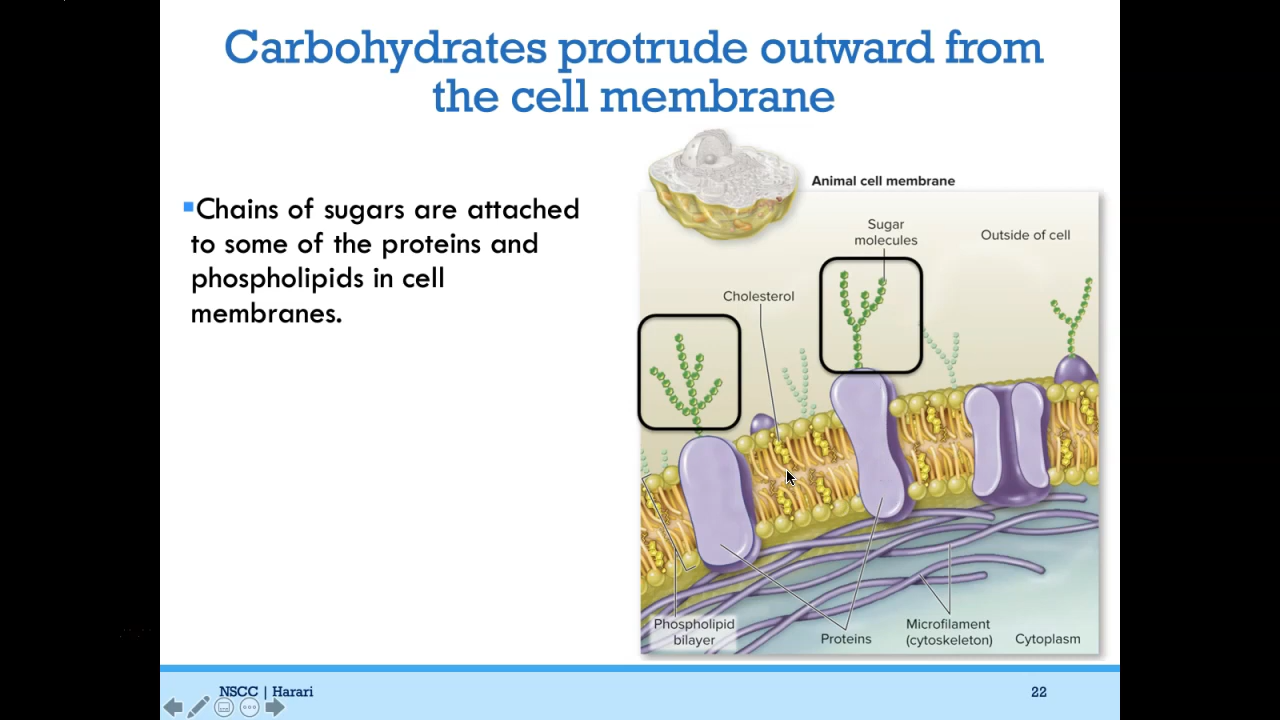 Carbohydrates protrude outward from
the cell membrane
▪Chains of sugars are attached
to some of the proteins and
phospholipids in cell
membranes.
Animal cell membrane
Sugar
molecules
Outside of cell
Cholesterol
Phospholipid
bilayer
Proteins
Microfilament
(cytoskeleton)
Cytoplasm
NSCC | Harari
22